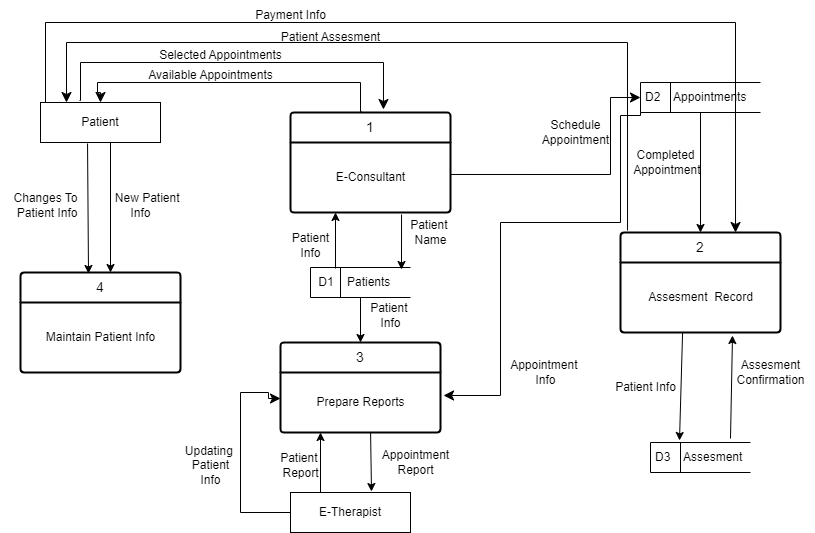 Payment Info
Patient Assesment
Selected Appointments
Available Appointments
D2
Appointments
Patient
1
Schedule
Appointment
Completed
Appointment
E-Consultant
Changes To
Patient Info
New Patient
Info
Patient
Info
Patient
Name
2
D1
Patients
4
Assesment  Record
Patient
Info
Maintain Patient Info
3
Appointment
Info
Assesment
Confirmation
Patient Info
Prepare Reports
Updating
Patient
Info
Patient
Report
Appointment
Report
D3
Assesment
E-Therapist